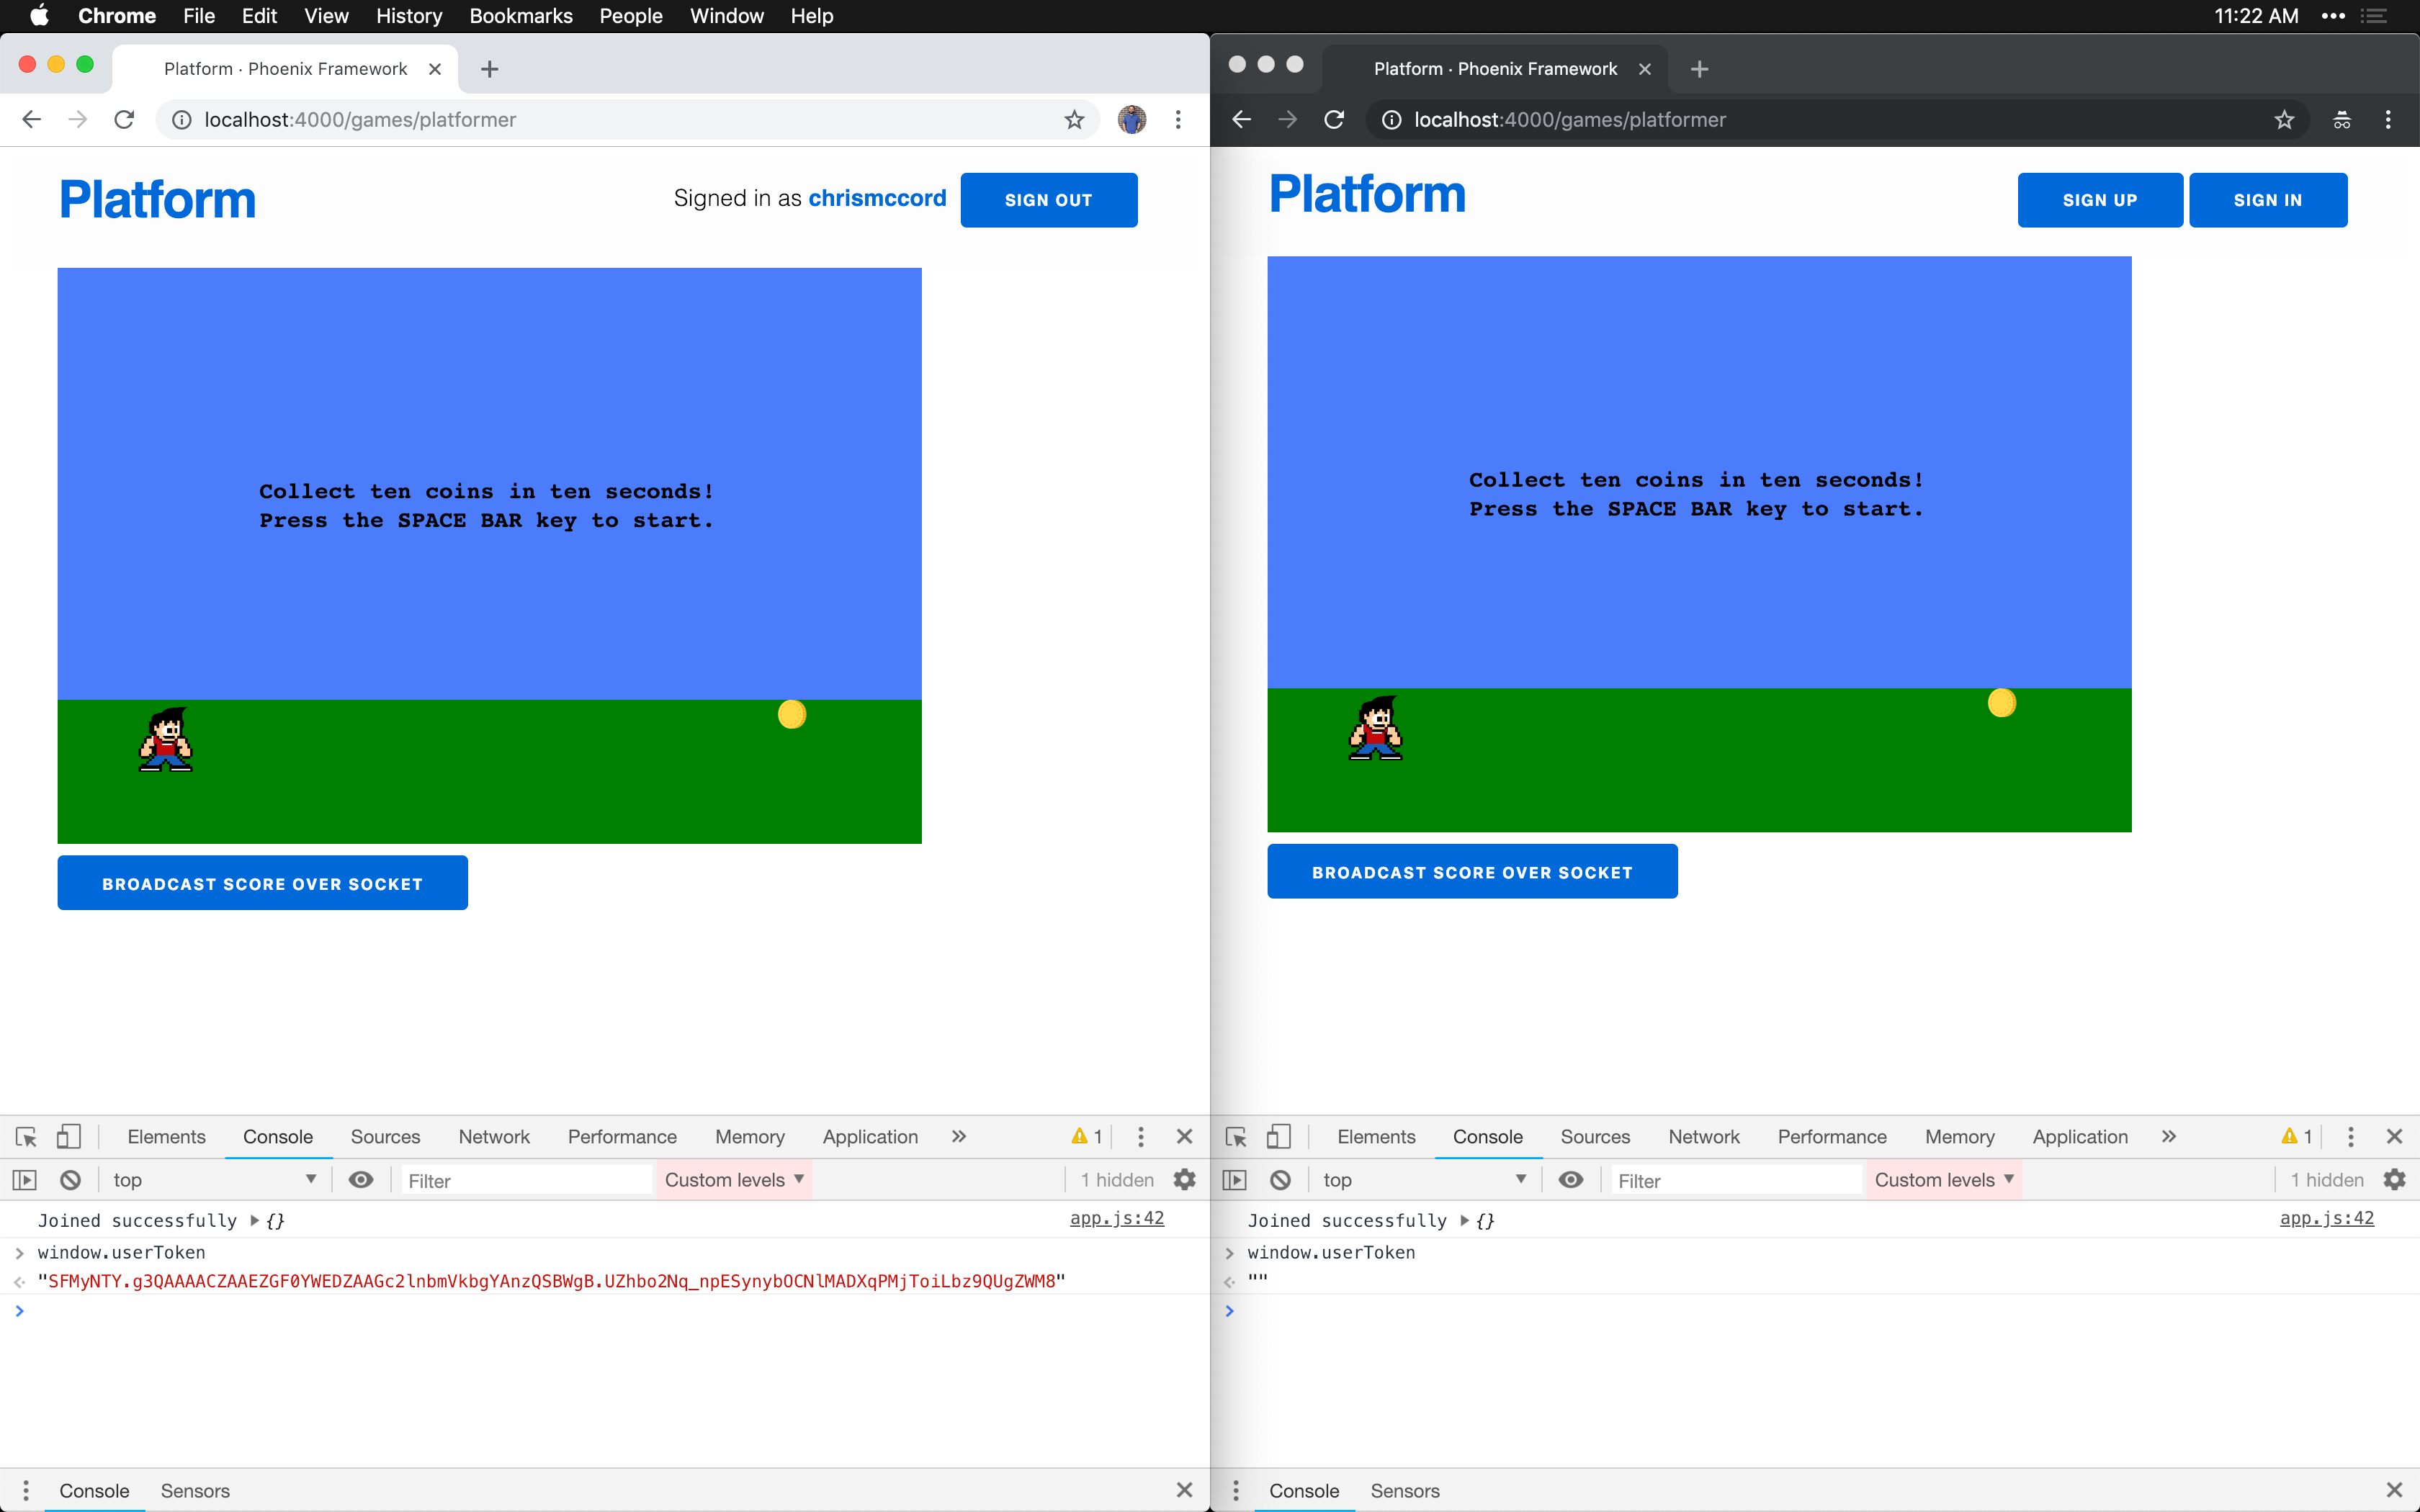 Chrome File Edit View History Bookmarks People Window Help 11:22 AM
Platform · Phoenix Framework
localhost:4000/games/platformer
Platform
Signed in as chrismccord
SIGN OUT
Collect ten coins in ten seconds!
Press the SPACE BAR key to start.
BROADCAST SCORE OVER SOCKET
Elements Console Sources Network Performance Memory Application » 1
top Filter Custom levels 1 hidden
Joined successfully {} app.js:42
window.userToken
"SFMyNTY.g3QAAAACZAAEZGF0YWEDZAAGc2lnbmVkbgYAnzQSBWgB.UZhbo2Nq_npESynybOCNlMADXqPMjToiLbz9QUgZWM8"
Console Sensors
Platform · Phoenix Framework
localhost:4000/games/platformer
Platform
SIGN UP SIGN IN
Collect ten coins in ten seconds!
Press the SPACE BAR key to start.
BROADCAST SCORE OVER SOCKET
Elements Console Sources Network Performance Memory Application » 1
top Filter Custom levels 1 hidden
Joined successfully {} app.js:42
window.userToken
""
Console Sensors